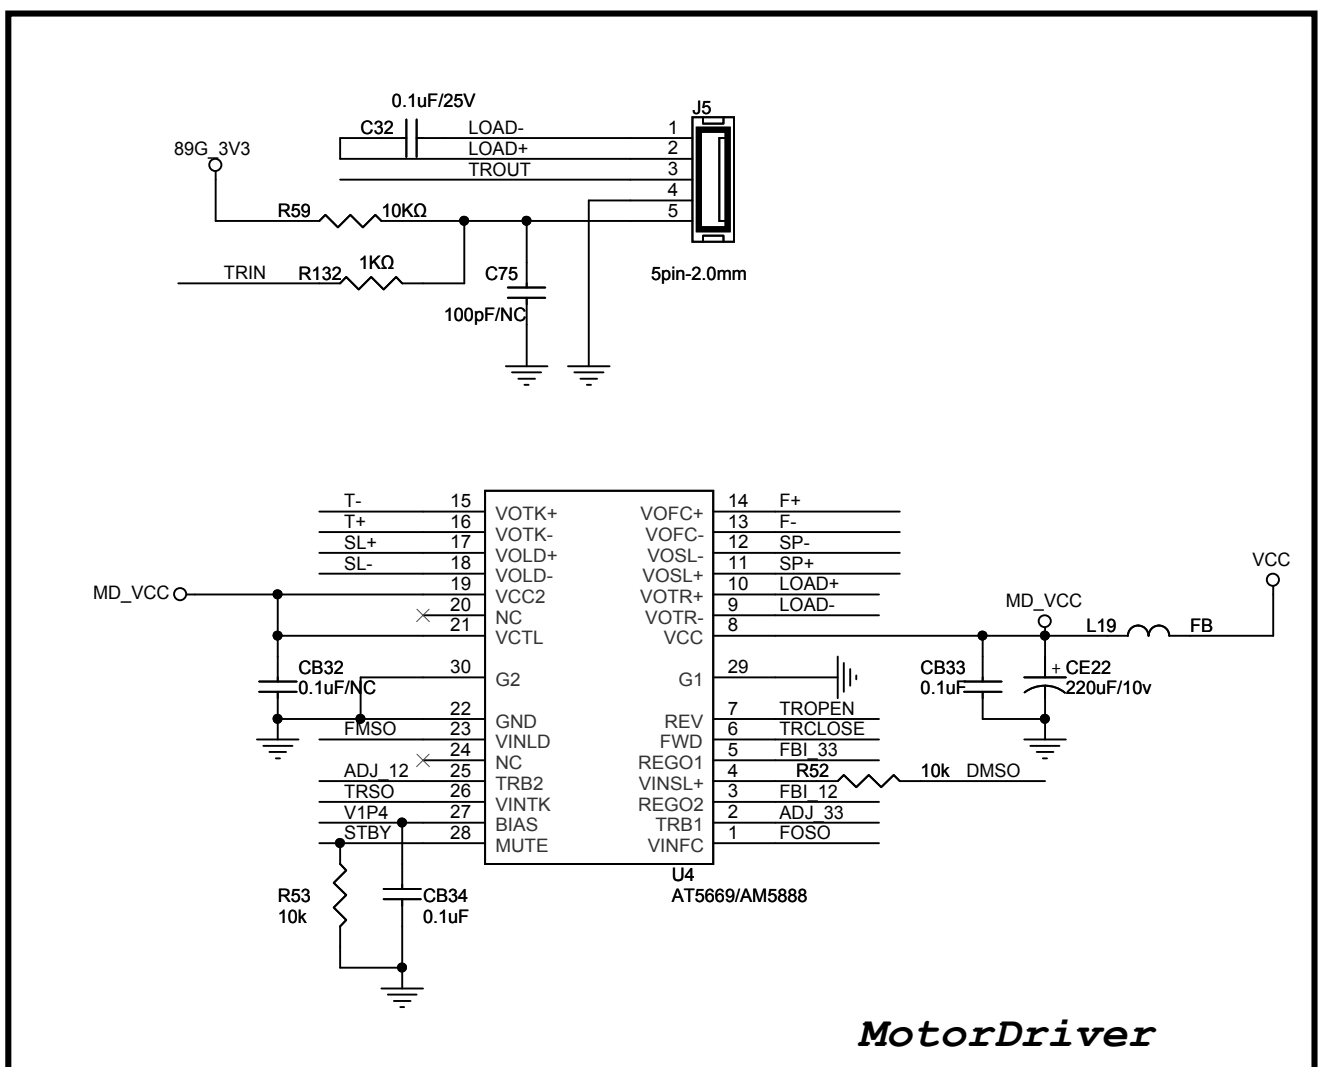 0.1uF/25V
J5
C32 LOAD- 1
LOAD+ 2
89G_3V3
TROUT 3
4
R59 10KΩ 5
1KΩ
TRIN R132 C75 5pin-2.0mm
100pF/NC
T- 15 VOTK+ VOFC+ 14 F+
T+ 16 VOTK- VOFC- 13 F-
SL+ 17 VOLD+ VOSL- 12 SP-
SL- 18 VOLD- VOSL+ 11 SP+
VCC
MD_VCC 19 VCC2 VOTR+ 10 LOAD+
20 NC VOTR- 9 LOAD-
MD_VCC
21 VCTL VCC 8 L19 FB
CB32 30 G2 G1 29 CB33 + CE22
0.1uF/NC 0.1uF 220uF/10v
22 GND REV 7 TROPEN
FMSO 23 VINLD FWD 6 TRCLOSE
24 NC REGO1 5 FBI_33
ADJ_12 25 TRB2 VINSL+ 4 R52 10k DMSO
TRSO 26 VINTK REGO2 3 FBI_12
V1P4 27 BIAS TRB1 2 ADJ_33
STBY 28 MUTE VINFC 1 FOSO
U4
R53 CB34 AT5669/AM5888
10k 0.1uF
MotorDriver